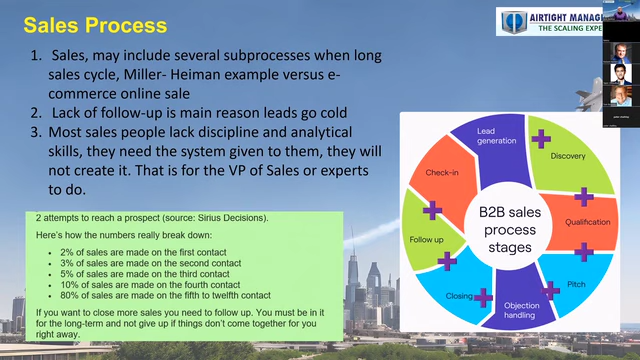 Sales Process
AIRTIGHT MANAG
THE SCALING EXPE
1. Sales, may include several subprocesses when long
sales cycle, Miller- Heiman example versus e-
commerce online sale
2. Lack of follow-up is main reason leads go cold
3. Most sales people lack discipline and analytical
skills, they need the system given to them, they will
not create it. That is for the VP of Sales or experts
to do.
2 attempts to reach a prospect (source: Sirius Decisions).
Here's how the numbers really break down:
• 2% of sales are made on the first contact
• 3% of sales are made on the second contact
• 5% of sales are made on the third contact
• 10% of sales are made on the fourth contact
• 80% of sales are made on the fifth to twelfth contact
If you want to close more sales you need to follow up. You must be in it
for the long-term and not give up if things don't come together for you
right away.
B2B sales
process
stages
Lead
generation
Discovery
Qualification
Pitch
Objection
handling
Closing
Follow up
Check-in